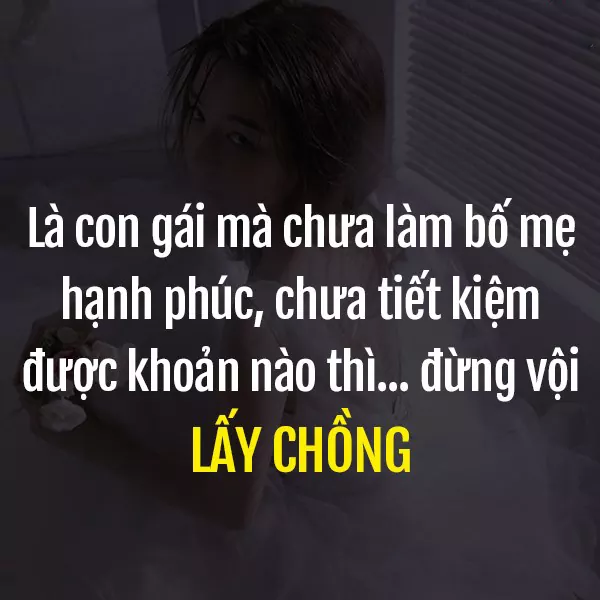 Là con gái mà chưa làm bố mẹ
hạnh phúc, chưa tiết kiệm
được khoản nào thì... đừng vội
LẤY CHỒNG